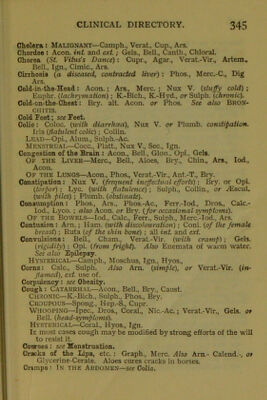 CLINICAL DIRECTORY. 345
Cholera: MALIGNANT—Camph., Verat., Cup., Ars.
Chordee: Acon. int. and ext.; Gels., Bell., Canth., Chloral.
Chorea (St. Vitus's Dance): Cupr., Agar., Verat.-Vir., Artem.,
Bell., Ign., Cimic., Ars.
Cirrhosis (a diseased, contracted liver): Phos., Merc.-C., Dig
Ars.
Cold-in-the-Head: Acon.; Ars., Merc.; Nux V. (stuffy cold);
Euphr. (lachrymation); K.-Bich., K.-Hyd., or Sulph. (chronic).
Cold-on-the-Chest: Bry. alt. Acon. or Phos. See also BRON-
CHITIS.
Cold Feet: see Feet.
Colic: Coloc. (with diarrhœa), Nux V. or Plumb. constipation.
Iris (flatulent colic); Collin.
LEAD—Opi., Alum., Sulph.-Ac.
MENSTRUAL—Cocc., Platt., Nux V., Sec., Ign.
Congestion of the Brain: Acon., Bell., Glon., Opi., Gels.
OF THE LIVER—Merc., Bell., Aloes, Bry., Chin., Ars., Iod.,
Acon.
OF THE LUNGS—Acon., Phos., Verat.-Vir., Ant.-T., Bry.
Constipation: Nux V. (frequent ineffectual efforts); Bry. or Opi.
(torpor); Lyc. (with flatulence); Sulph., Collin., or Æscul.
(with piles); Plumb. (obstinate).
Consumption: Phos., Ars., Phos.-Ac., Ferr.-Iod., Dros., Calc.-
Iod., Lyco.; also Acon. or Bry. (for occasional symptoms).
OF THE BOWELS—Iod., Calc., Ferr., Sulph., Merc.-Iod., Ars.
Contusion: Arn.; Ham. (with discoloration); Coni. (of the female
breast); Ruta (of the shin bone); all int. and ext.
Convulsions: Bell., Cham., Verat.-Vir. (with cramp); Gels.
(rigidity); Opi. (from fright). Also Enemata of warm water.
See also Epilepsy.
HYSTERICAL—Camph., Moschus, Ign., Hyos.
Corns: Calc., Sulph. Also Arn. (simple), or Verat.-Vir. (in-
flamed), ext. use of.
Corpulency: see Obesity.
Cough: CATARRHAL—Acon., Bell., Bry., Caust.
CHRONIC—K.-Bich., Sulph., Phos., Bry.
CROUPOUS—Spong., Hep.-S., Cupr.
WHOOPING—Ipec., Dros., Coral., Nic.-Ac.; Verat.-Vir., Gels. or
Bell. (head-symptoms).
HYSTERICAL—Coral., Hyos., Ign.
In most cases cough may be modified by strong efforts of the will
to resist it.
Courses: see Menstruation.
Cracks of the Lips, etc.: Graph., Merc. Also Arn.- Calend.-, or
Glycerine-Cerate. Aloes cures cracks in horses.
Cramps: IN THE ABDOMEN—see Colic.